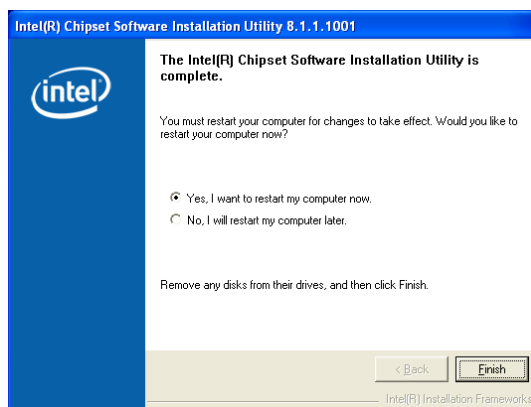 Intel(R) Chipset Software Installation Utility 8.1.1.1001
intel
The Intel(R) Chipset Software Installation Utility is
complete.
You must restart your computer for changes to take effect. Would you like to
restart your computer now?
Yes, I want to restart my computer now.
No, I will restart my computer later.
Remove any disks from their drives, and then click Finish.
< Back
Finish
Intel(R) Installation Frameworks